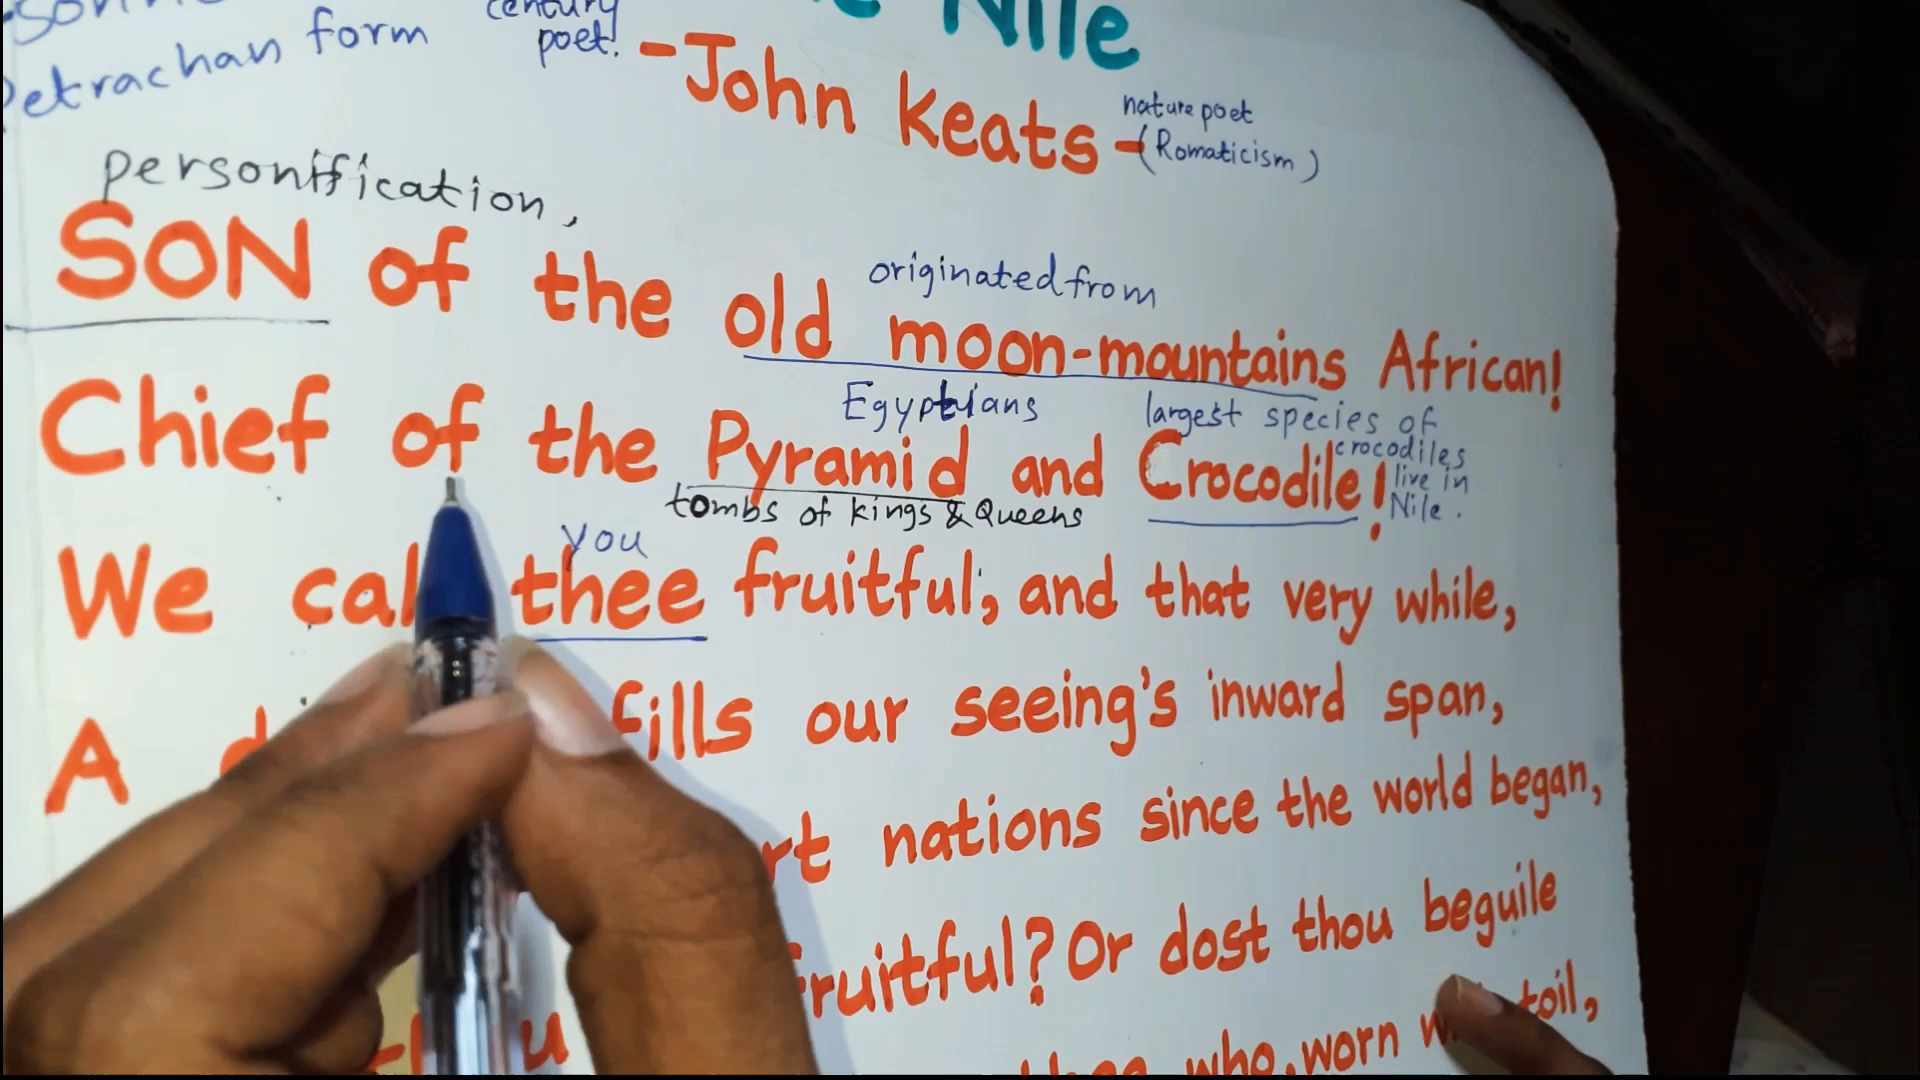 Petrachan form
century
poet!
Nile
-John Keats-
nature poet
(Romaticism)
personification,
SON of the old moon-mountains African!
originated from
Chief of the Pyramid and Crocodile!
Egyptians
largest species of
crocodiles
live in
Nile.
tombs of kings & Queens
We call thee fruitful; and that very while,
you
A fills our seeing's inward span,
nations since the world began,
fruitful? Or dost thou beguile
who, worn toil,